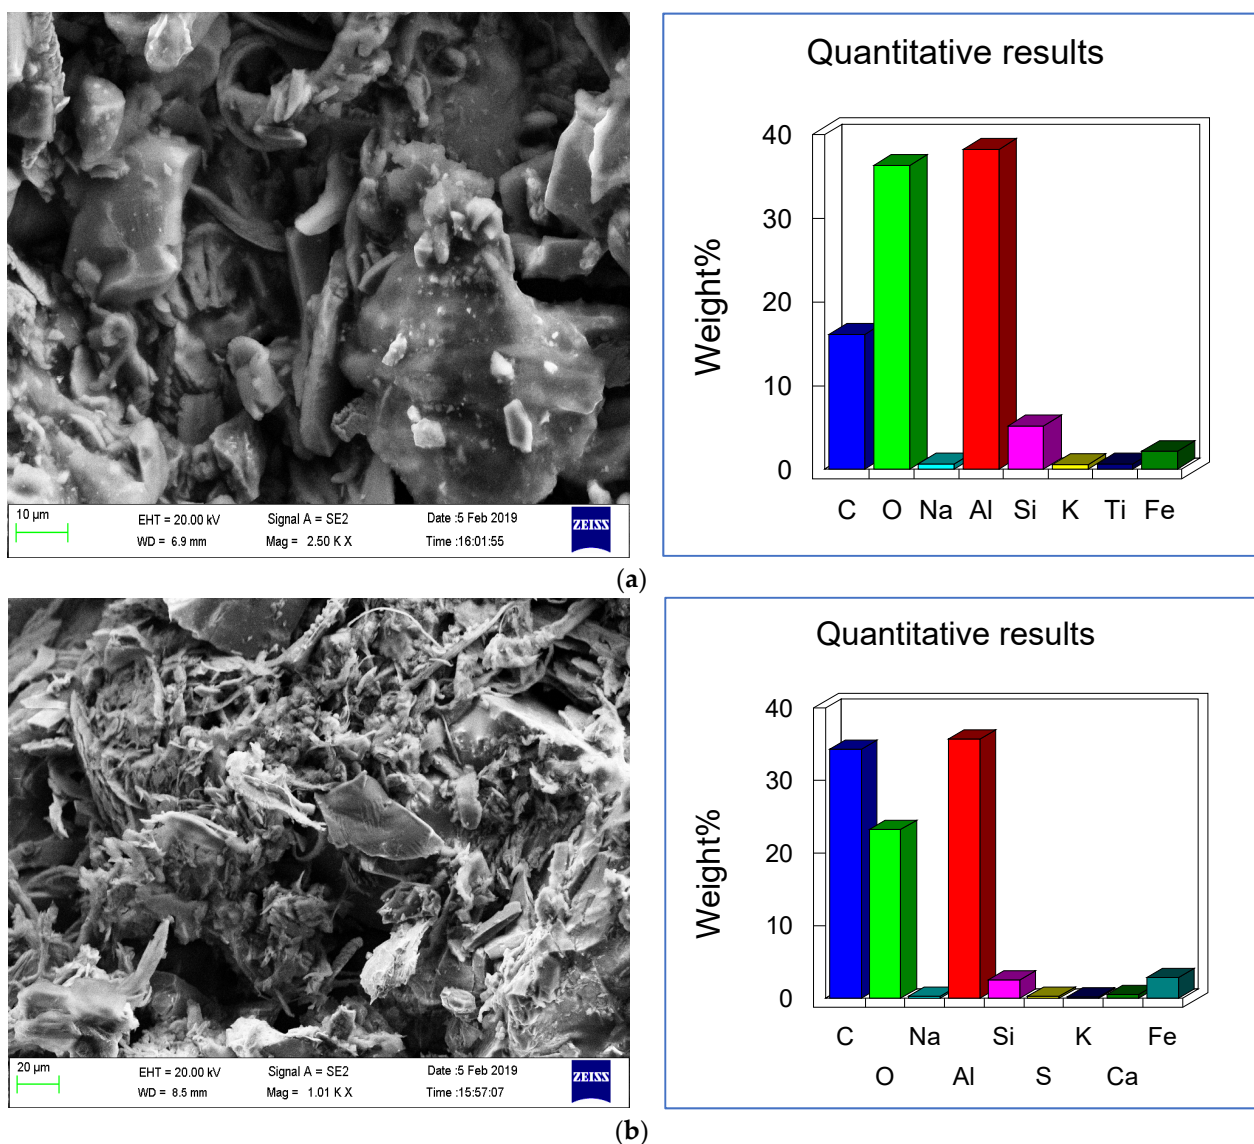 10 µm
EHT = 20.00 kV
Signal A = SE2
Date :5 Feb 2019
WD = 6.9 mm
Mag = 2.50 K X
Time :16:01:55
ZEISS
Quantitative results
Weight%
40
30
20
10
0
C O Na Al Si K Ti Fe
(a)
20 µm
EHT = 20.00 kV
Signal A = SE2
Date :5 Feb 2019
WD = 8.5 mm
Mag = 1.01 K X
Time :15:57:07
ZEISS
Quantitative results
Weight%
40
30
20
10
0
C Na Si K Fe
O Al S Ca
(b)